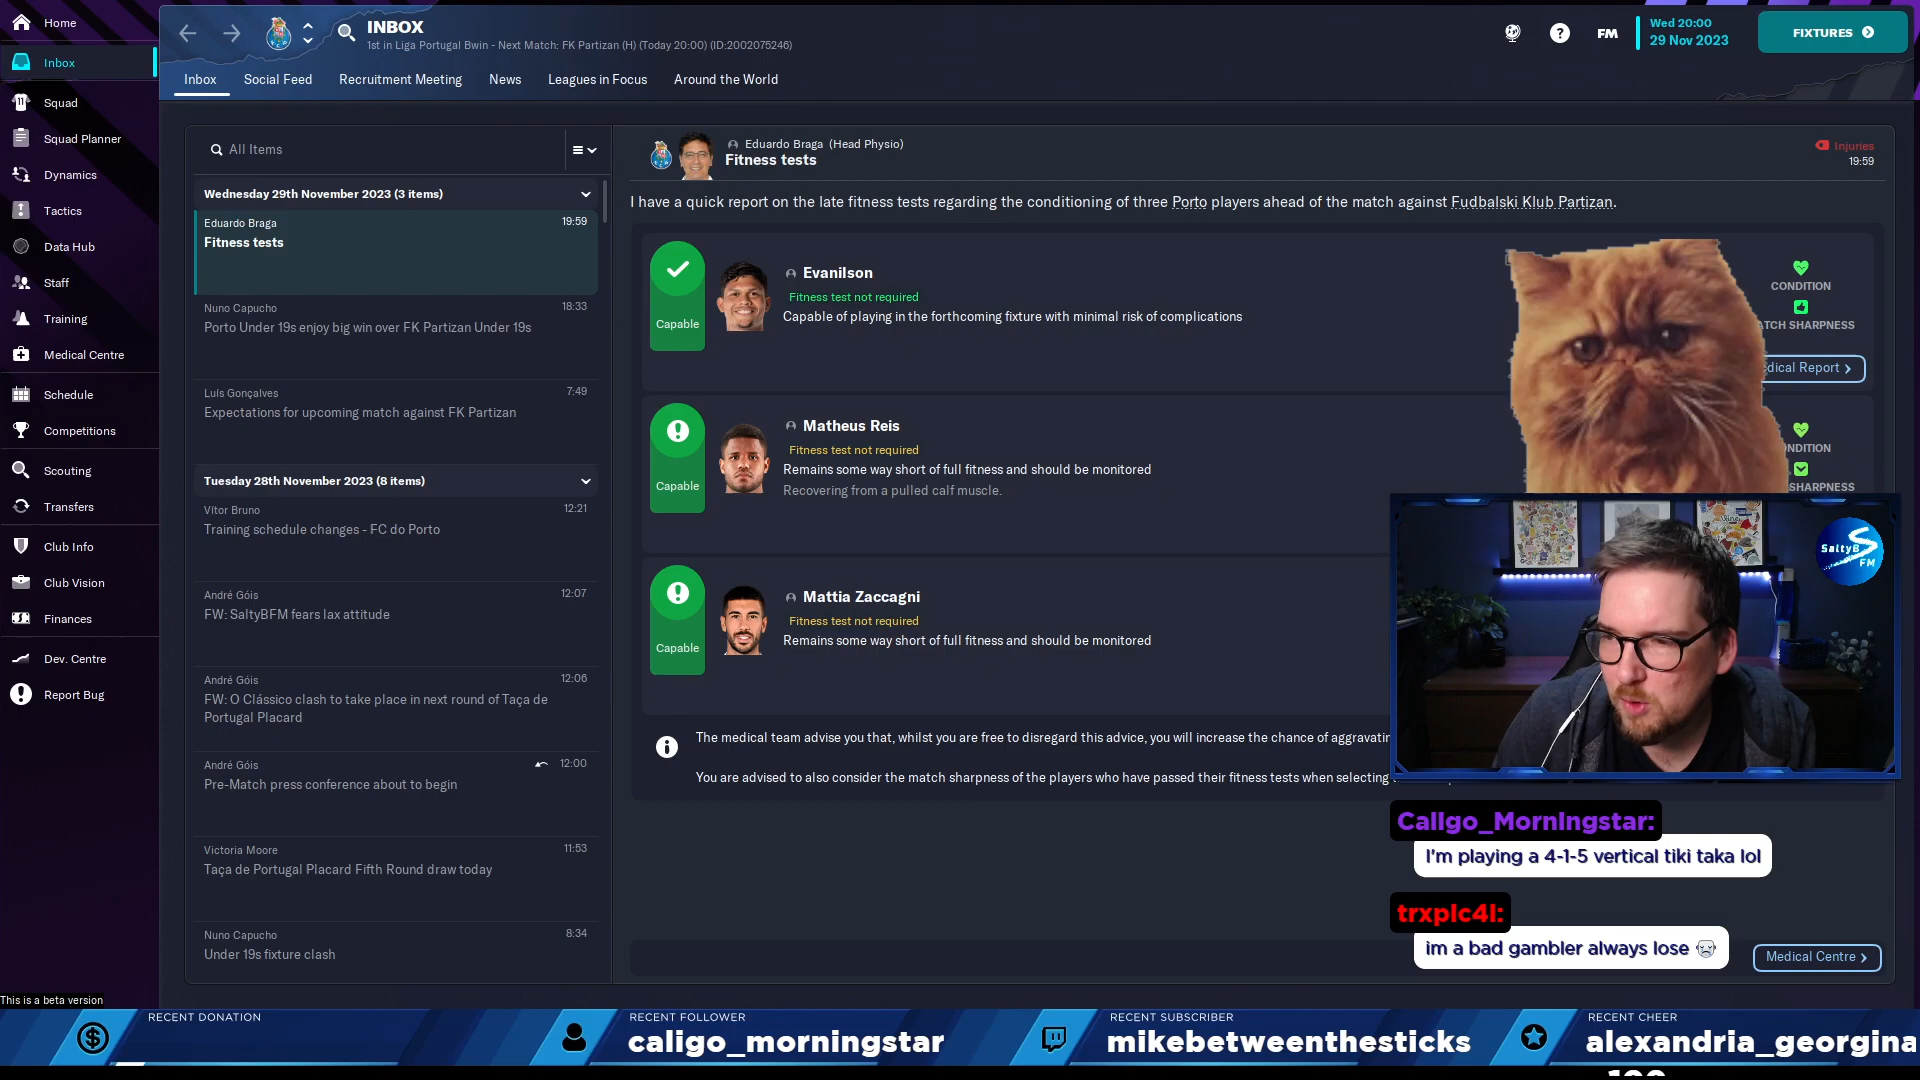 Home
Inbox
Squad
Squad Planner
Dynamics
Tactics
Data Hub
Staff
Training
Medical Centre
Schedule
Competitions
Scouting
Transfers
Club Info
Club Vision
Finances
Dev. Centre
Report Bug
This is a beta version
INBOX
1st in Liga Portugal Bwin - Next Match: FK Partizan (H) (Today 20:00) (ID:2002075246)
FM
Wed 20:00
29 Nov 2023
FIXTURES
Inbox
Social Feed
Recruitment Meeting
News
Leagues in Focus
Around the World
All Items
Wednesday 29th November 2023 (3 items)
Eduardo Braga 19:59
Fitness tests
Nuno Capucho 18:33
Porto Under 19s enjoy big win over FK Partizan Under 19s
Luís Gonçalves 7:49
Expectations for upcoming match against FK Partizan
Tuesday 28th November 2023 (8 items)
Vítor Bruno 12:21
Training schedule changes - FC do Porto
André Góis 12:07
FW: SaltyBFM fears lax attitude
André Góis 12:06
FW: O Clássico clash to take place in next round of Taça de
Portugal Placard
André Góis 12:00
Pre-Match press conference about to begin
Victoria Moore 11:53
Taça de Portugal Placard Fifth Round draw today
Nuno Capucho 8:34
Under 19s fixture clash
Eduardo Braga (Head Physio)
Fitness tests
Injuries
19:59
I have a quick report on the late fitness tests regarding the conditioning of three Porto players ahead of the match against Fudbalski Klub Partizan.
Capable
Evanilson
Fitness test not required
Capable of playing in the forthcoming fixture with minimal risk of complications
CONDITION
ATCH SHARPNESS
dical Report
Capable
Matheus Reis
Fitness test not required
Remains some way short of full fitness and should be monitored
Recovering from a pulled calf muscle.
NDITION
SHARPNESS
Capable
Mattia Zaccagni
Fitness test not required
Remains some way short of full fitness and should be monitored
The medical team advise you that, whilst you are free to disregard this advice, you will increase the chance of aggravatin
You are advised to also consider the match sharpness of the players who have passed their fitness tests when selecting
SaltyB
FM
Caligo_Morningstar:
I'm playing a 4-1-5 vertical tiki taka lol
trxplc4l:
im a bad gambler always lose
Medical Centre
RECENT DONATION
RECENT FOLLOWER
caligo_morningstar
RECENT SUBSCRIBER
mikebetweenthesticks
RECENT CHEER
alexandria_georgina